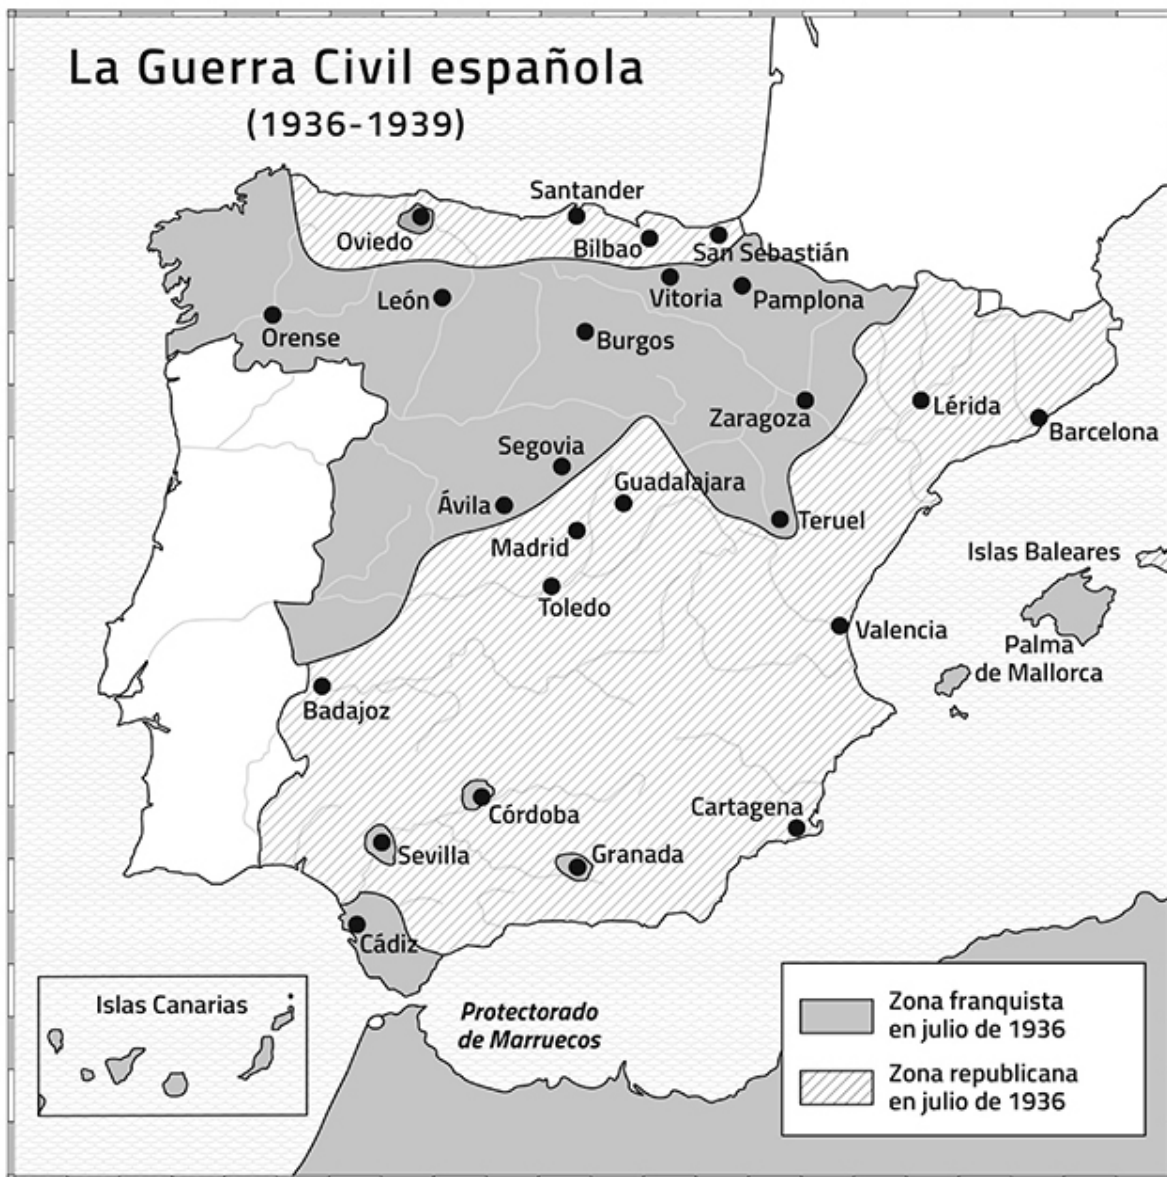 La Guerra Civil española
(1936-1939)
Santander
Oviedo
Bilbao
San Sebastián
León
Vitoria
Pamplona
Orense
Burgos
Zaragoza
Lérida
Barcelona
Segovia
Guadalajara
Ávila
Teruel
Madrid
Islas Baleares
Toledo
Valencia
Palma
de Mallorca
Badajoz
Córdoba
Cartagena
Sevilla
Granada
Cádiz
Islas Canarias
Protectorado
de Marruecos
Zona franquista
en julio de 1936
Zona republicana
en julio de 1936